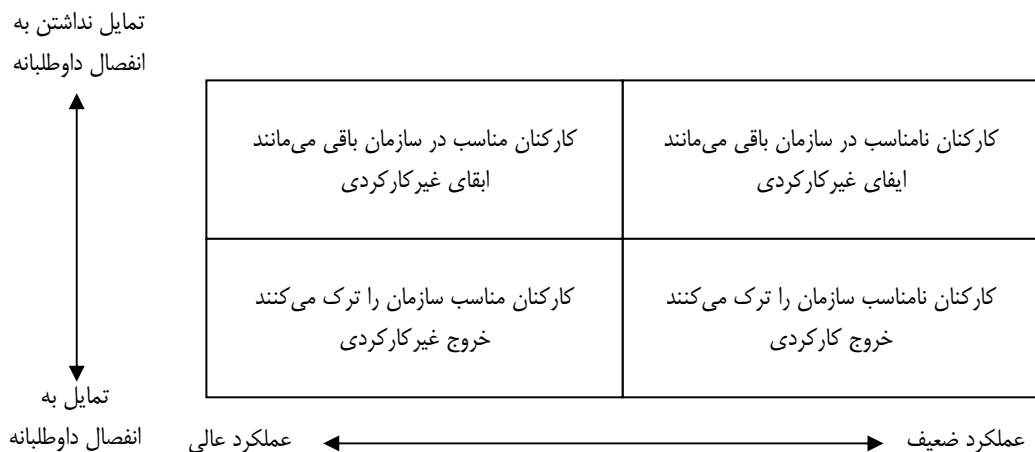 تمایل نداشتن به
انفصال داوطلبانه
کارکنان نامناسب در سازمان باقی می‌مانند
ایفای غیرکارکردی
کارکنان مناسب در سازمان باقی می‌مانند
ابقای غیرکارکردی
کارکنان نامناسب سازمان را ترک می‌کنند
خروج کارکردی
کارکنان مناسب سازمان را ترک می‌کنند
خروج غیرکارکردی
تمایل به
انفصال داوطلبانه
عملکرد ضعیف
عملکرد عالی